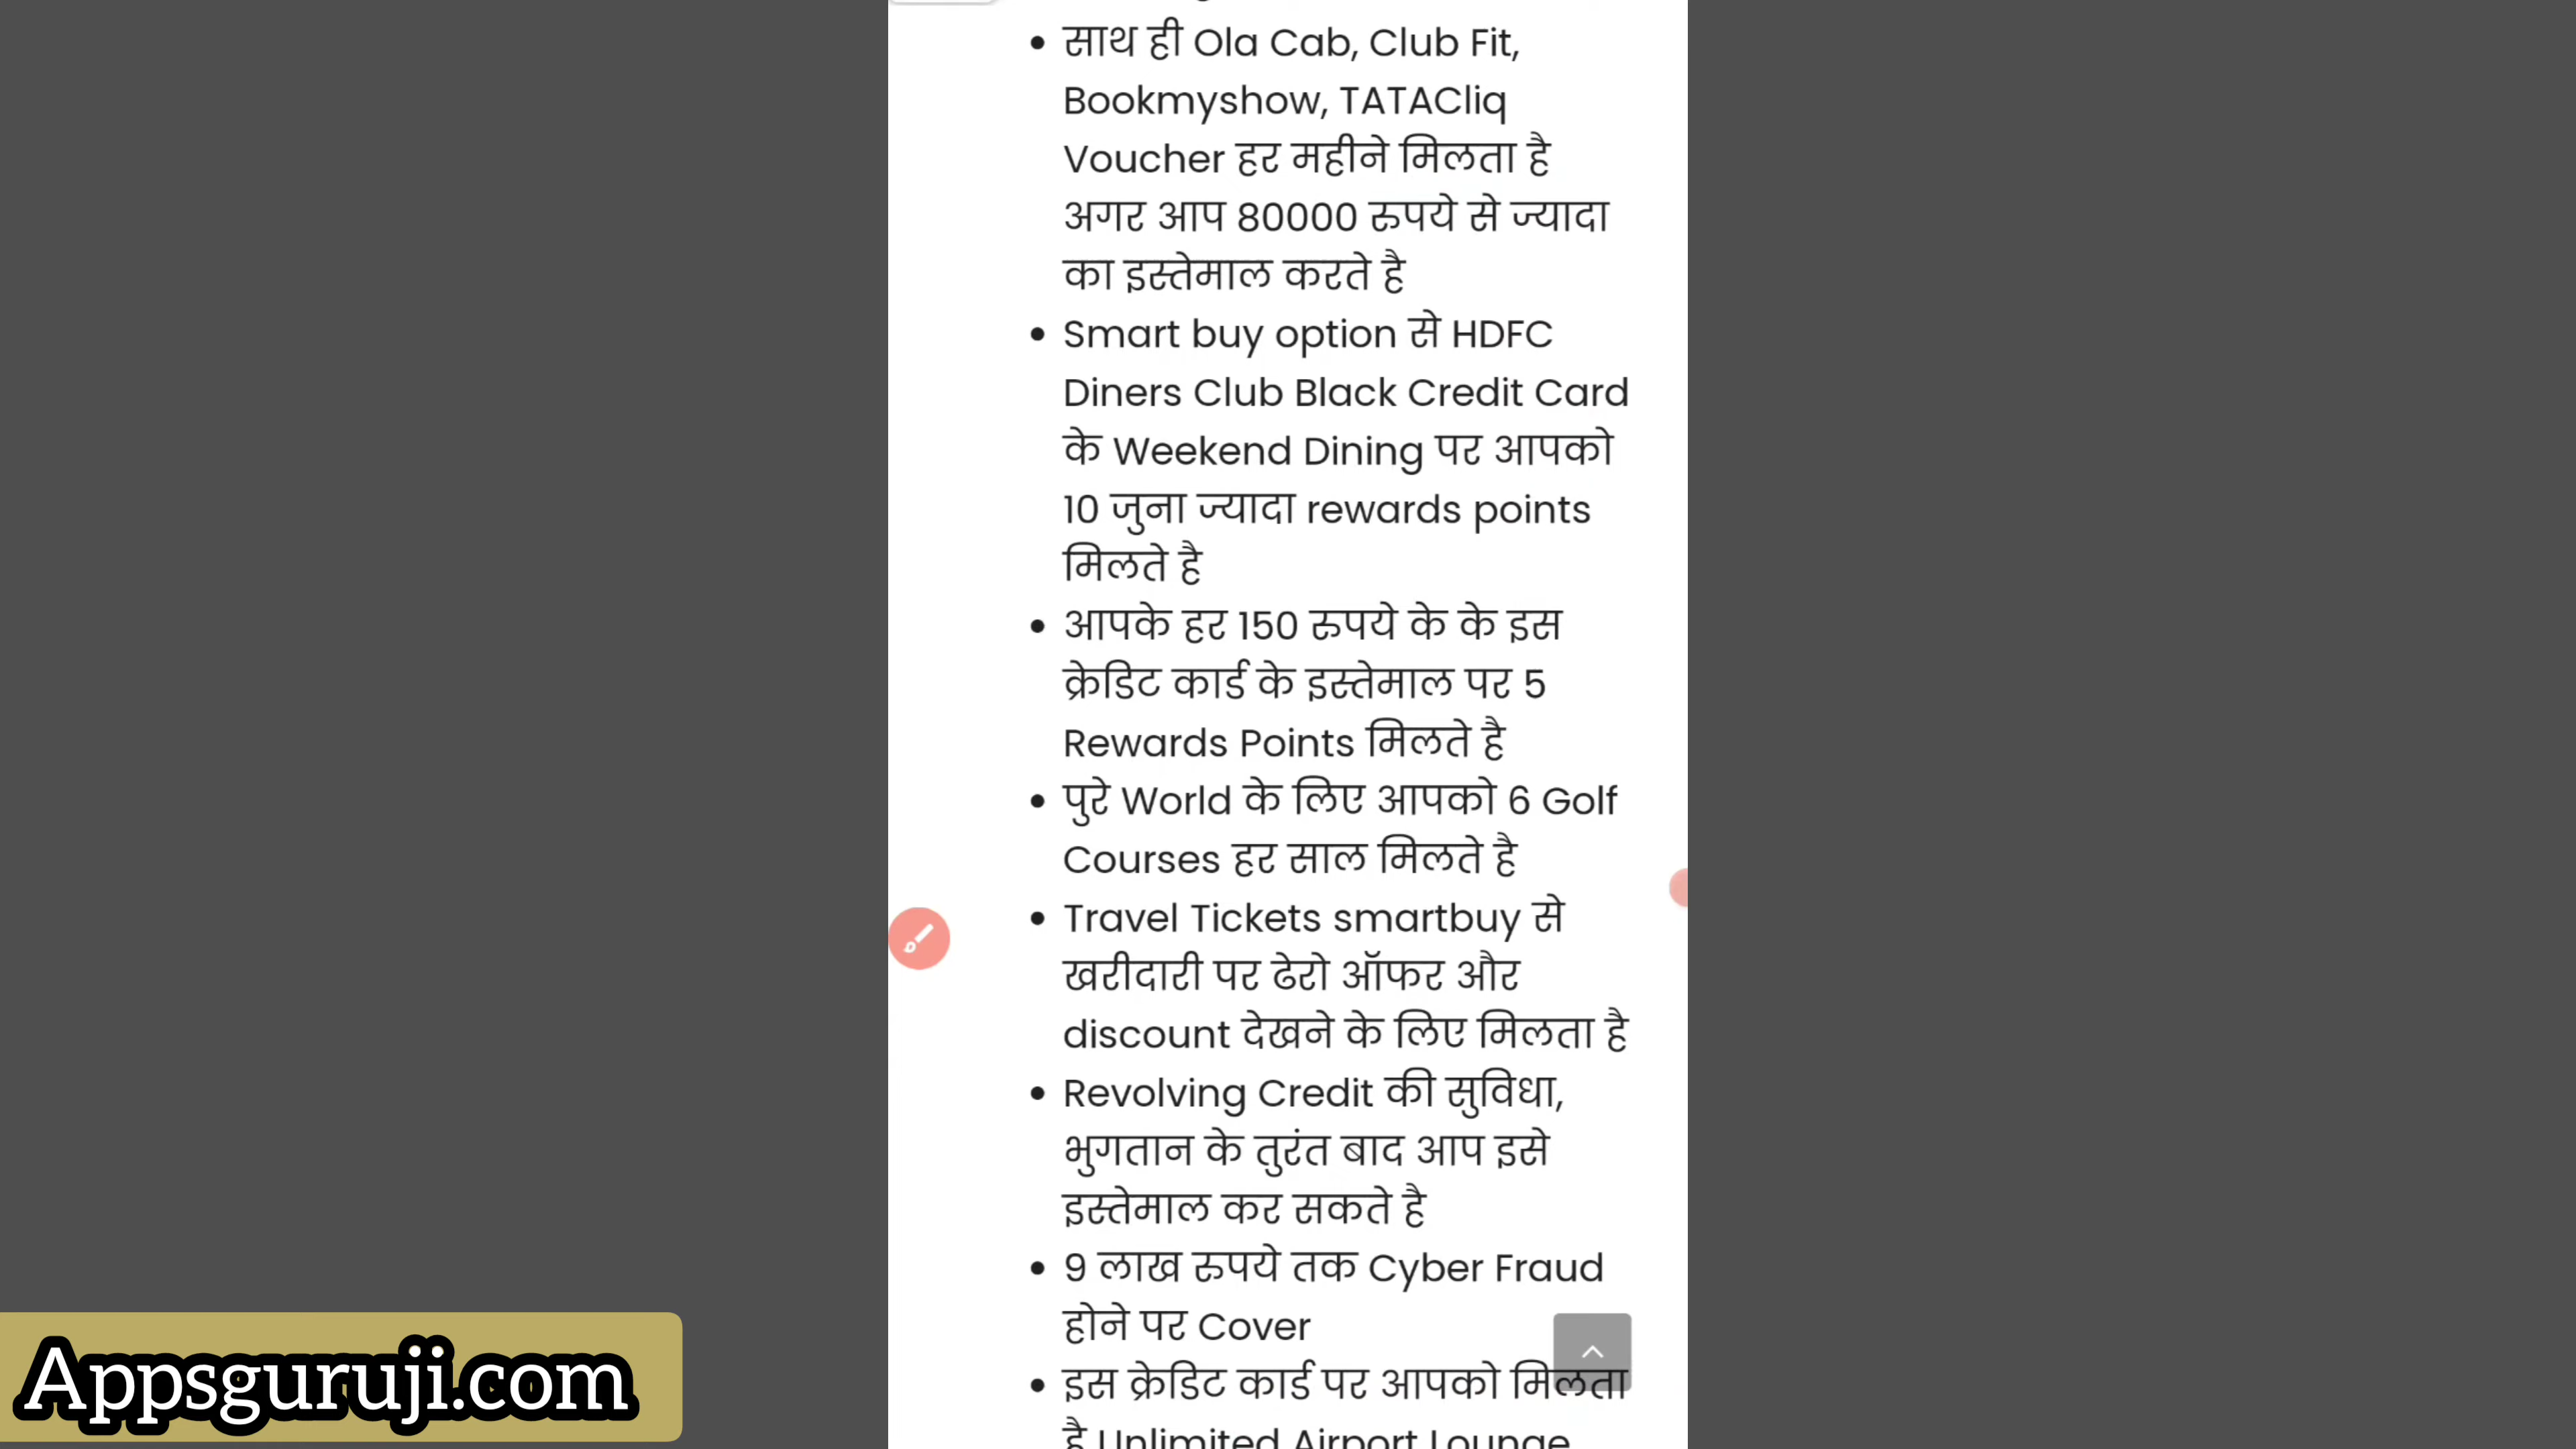 साथ ही Ola Cab, Club Fit,
Bookmyshow, TATACliq
Voucher हर महीने मिलता है
अगर आप 80000 रुपये से ज्यादा
का इस्तेमाल करते है
Smart buy option से HDFC
Diners Club Black Credit Card
के Weekend Dining पर आपको
10 जुना ज्यादा rewards points
मिलते है
आपके हर 150 रुपये के के इस
क्रेडिट कार्ड के इस्तेमाल पर 5
Rewards Points मिलते है
पुरे World के लिए आपको 6 Golf
Courses हर साल मिलते है
Travel Tickets smartbuy से
खरीदारी पर ढेरो ऑफर और
discount देखने के लिए मिलता है
Revolving Credit की सुविधा,
भुगतान के तुरंत बाद आप इसे
इस्तेमाल कर सकते है
9 लाख रुपये तक Cyber Fraud
होने पर Cover
इस क्रेडिट कार्ड पर आपको मिलता
है Unlimited Airport Lounge
Appsguruji.com